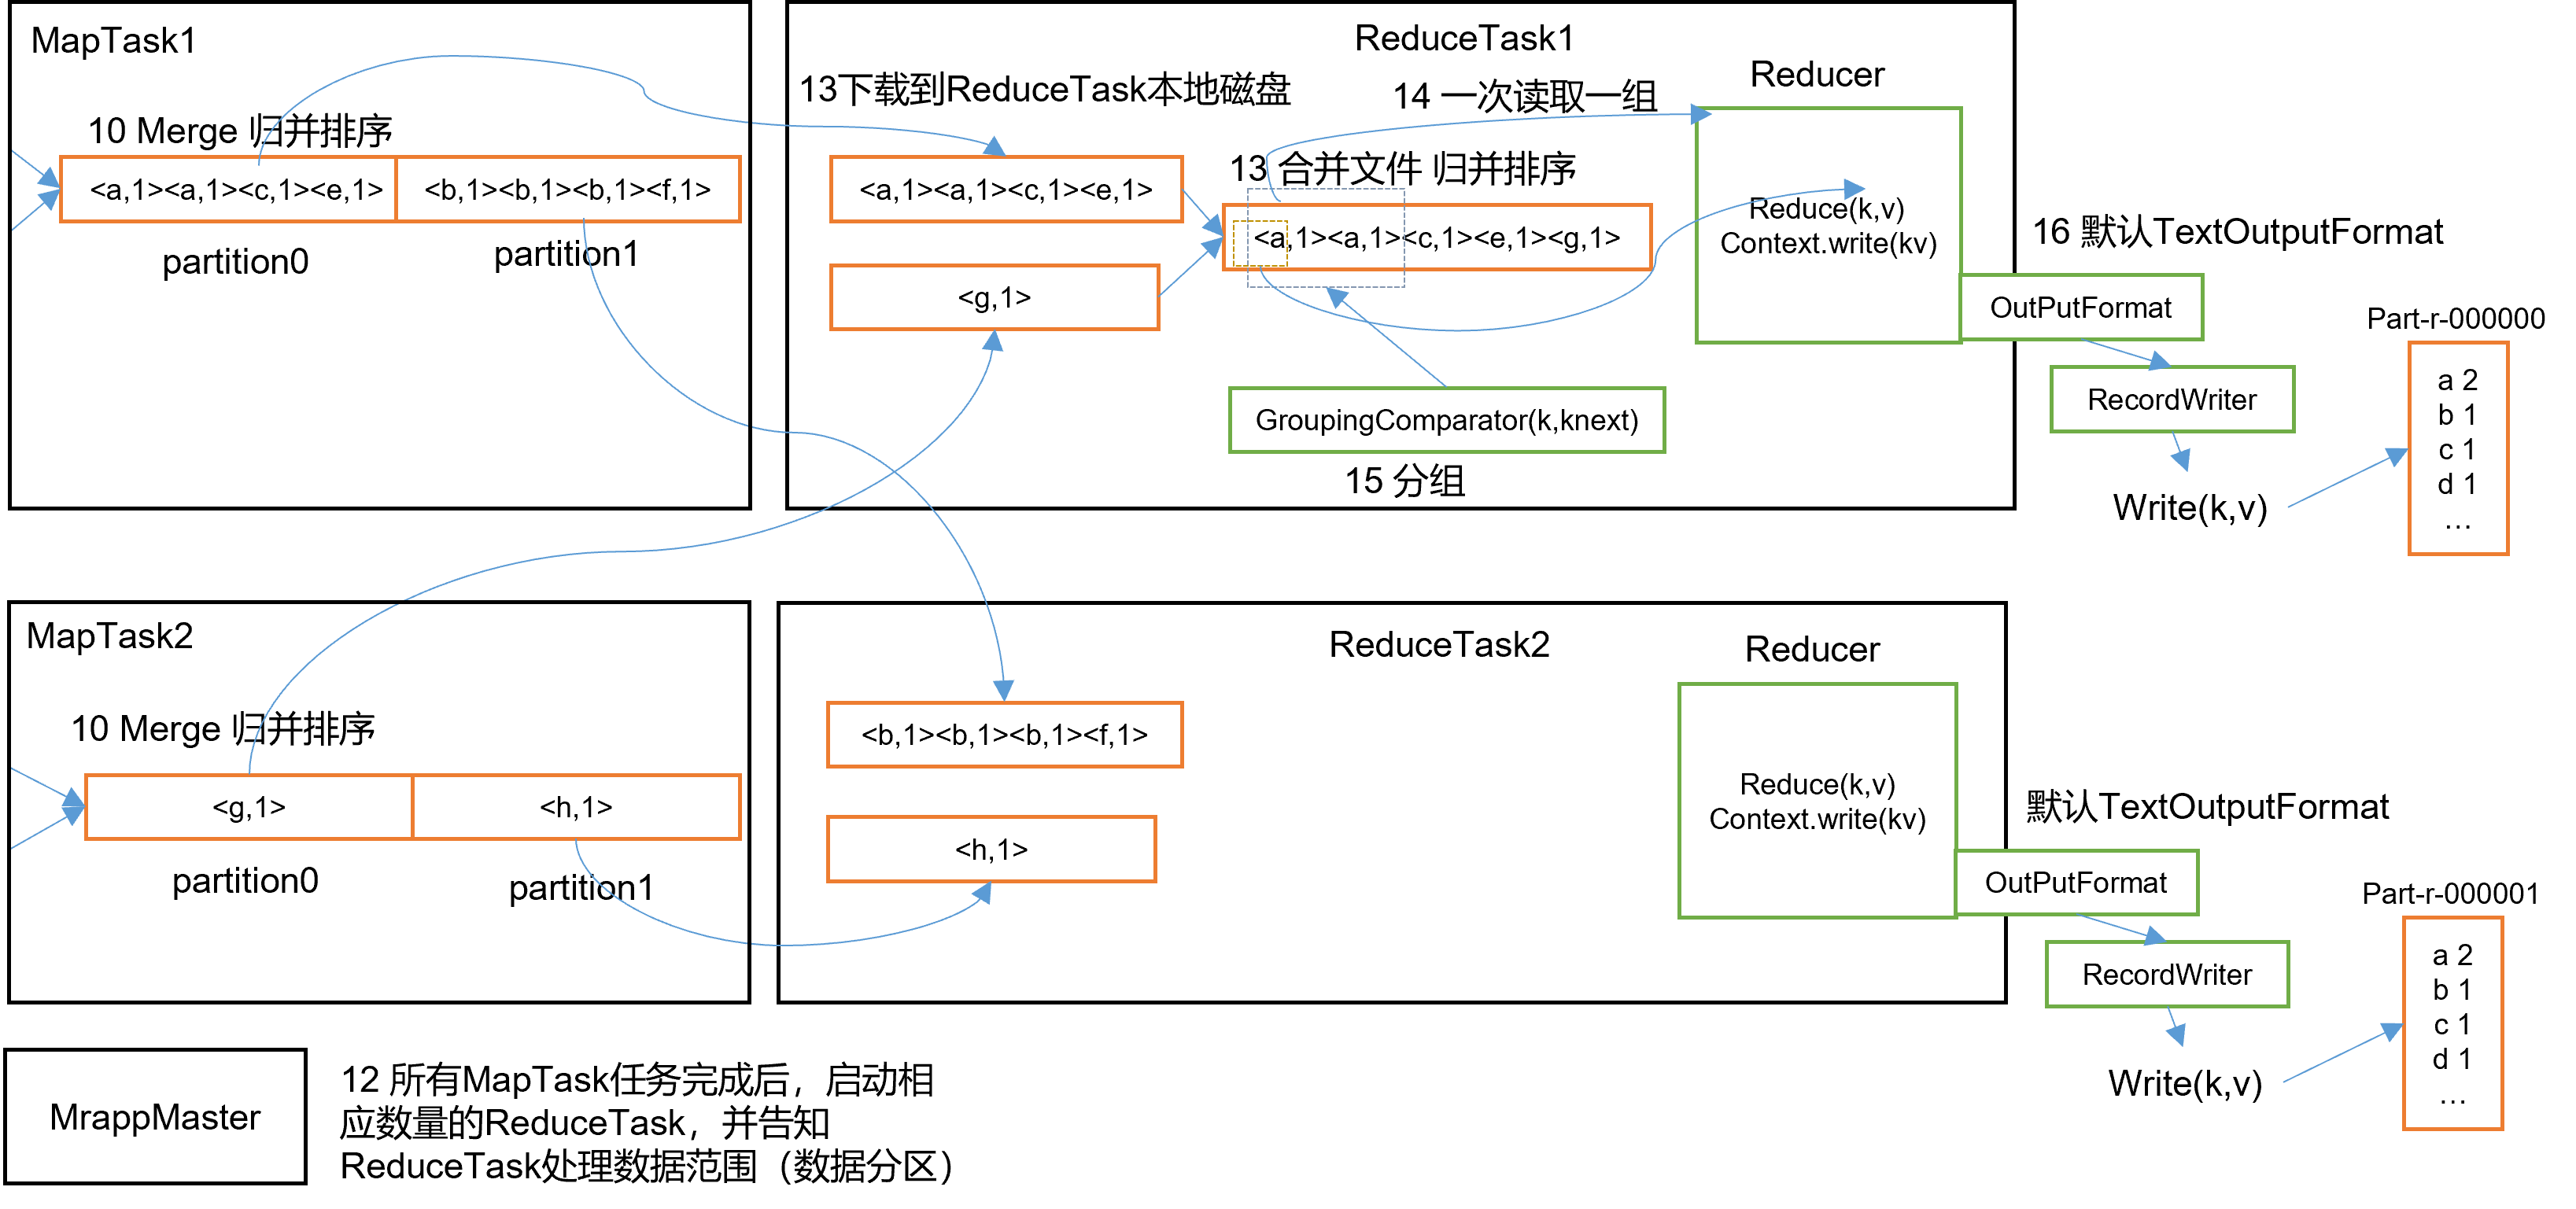 MapTask1
10 Merge 归并排序
<a,1><a,1><c,1><e,1>
<b,1><b,1><b,1><f,1>
partition0
partition1
ReduceTask1
Reducer
13下载到ReduceTask本地磁盘
14 一次读取一组
<a,1><a,1><c,1><e,1>
13 合并文件 归并排序
<g,1>
<a,1><a,1><c,1><e,1><g,1>
Reduce(k,v)
Context.write(kv)
GroupingComparator(k,knext)
15 分组
16 默认TextOutputFormat
OutPutFormat
RecordWriter
Write(k,v)
Part-r-000000
a 2
b 1
c 1
d 1
…
MapTask2
10 Merge 归并排序
<g,1>
<h,1>
partition0
partition1
ReduceTask2
Reducer
<b,1><b,1><b,1><f,1>
<h,1>
Reduce(k,v)
Context.write(kv)
默认TextOutputFormat
OutPutFormat
RecordWriter
Write(k,v)
Part-r-000001
a 2
b 1
c 1
d 1
…
MrappMaster
12 所有MapTask任务完成后，启动相
应数量的ReduceTask，并告知
ReduceTask处理数据范围（数据分区）